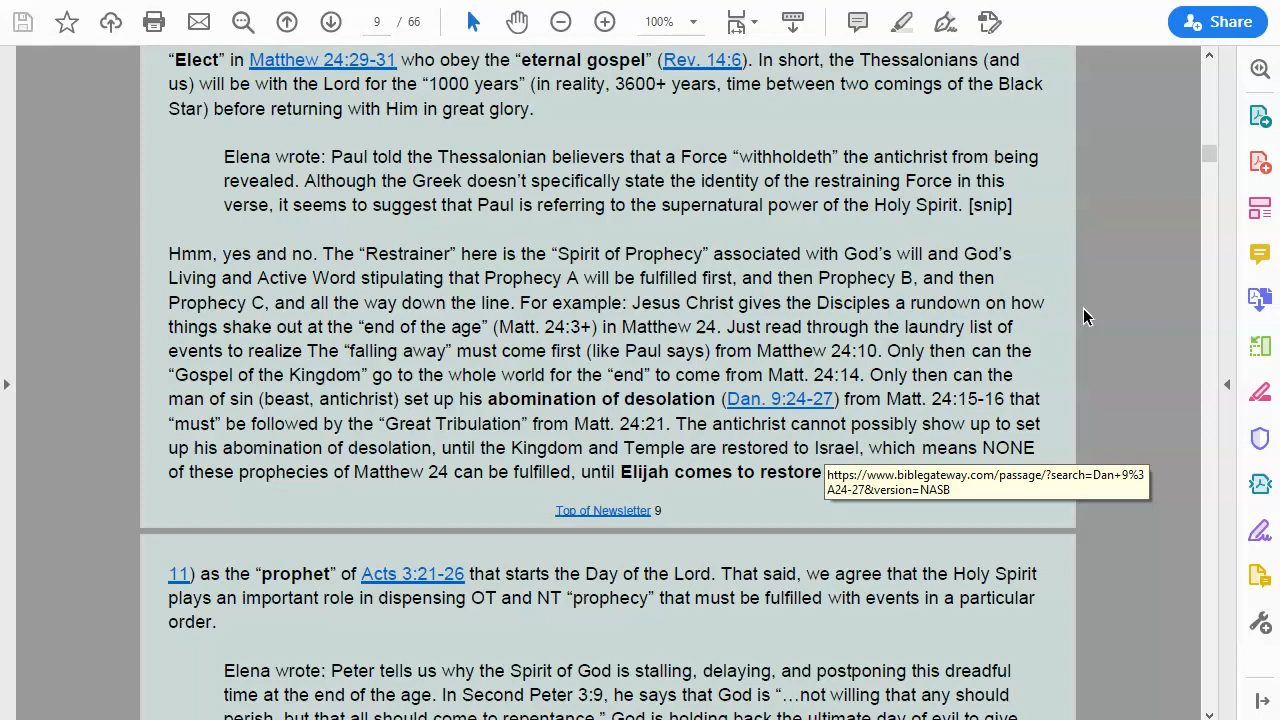 9 / 66
100%
Share
“Elect” in Matthew 24:29-31 who obey the “eternal gospel” (Rev. 14:6). In short, the Thessalonians (and
us) will be with the Lord for the “1000 years” (in reality, 3600+ years, time between two comings of the Black
Star) before returning with Him in great glory.
Elena wrote: Paul told the Thessalonian believers that a Force “withholdeth” the antichrist from being
revealed. Although the Greek doesn’t specifically state the identity of the restraining Force in this
verse, it seems to suggest that Paul is referring to the supernatural power of the Holy Spirit. [snip]
Hmm, yes and no. The “Restrainer” here is the “Spirit of Prophecy” associated with God’s will and God’s
Living and Active Word stipulating that Prophecy A will be fulfilled first, and then Prophecy B, and then
Prophecy C, and all the way down the line. For example: Jesus Christ gives the Disciples a rundown on how
things shake out at the “end of the age” (Matt. 24:3+) in Matthew 24. Just read through the laundry list of
events to realize The “falling away” must come first (like Paul says) from Matthew 24:10. Only then can the
“Gospel of the Kingdom” go to the whole world for the “end” to come from Matt. 24:14. Only then can the
man of sin (beast, antichrist) set up his abomination of desolation (Dan. 9:24-27) from Matt. 24:15-16 that
“must” be followed by the “Great Tribulation” from Matt. 24:21. The antichrist cannot possibly show up to set
up his abomination of desolation, until the Kingdom and Temple are restored to Israel, which means NONE
of these prophecies of Matthew 24 can be fulfilled, until Elijah comes to restore
https://www.biblegateway.com/passage/?search=Dan+9%3
A24-27&version=NASB
Top of Newsletter 9
11) as the “prophet” of Acts 3:21-26 that starts the Day of the Lord. That said, we agree that the Holy Spirit
plays an important role in dispensing OT and NT “prophecy” that must be fulfilled with events in a particular
order.
Elena wrote: Peter tells us why the Spirit of God is stalling, delaying, and postponing this dreadful
time at the end of the age. In Second Peter 3:9, he says that God is “…not willing that any should
perish, but that all should come to repentance.” God is holding back the ultimate day of evil to give